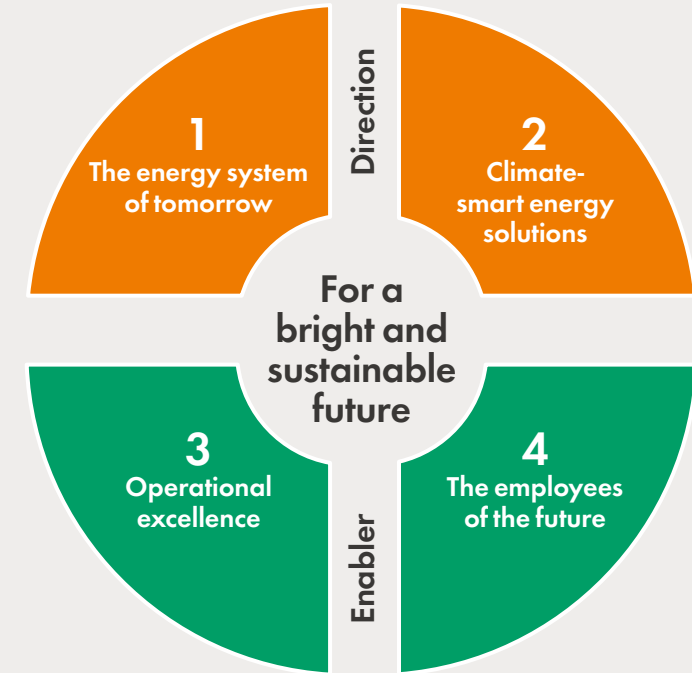 Direction
1
The energy system
of tomorrow
2
Climate-
smart energy
solutions
For a
bright and
sustainable
future
3
Operational
excellence
4
The employees
of the future
Enabler